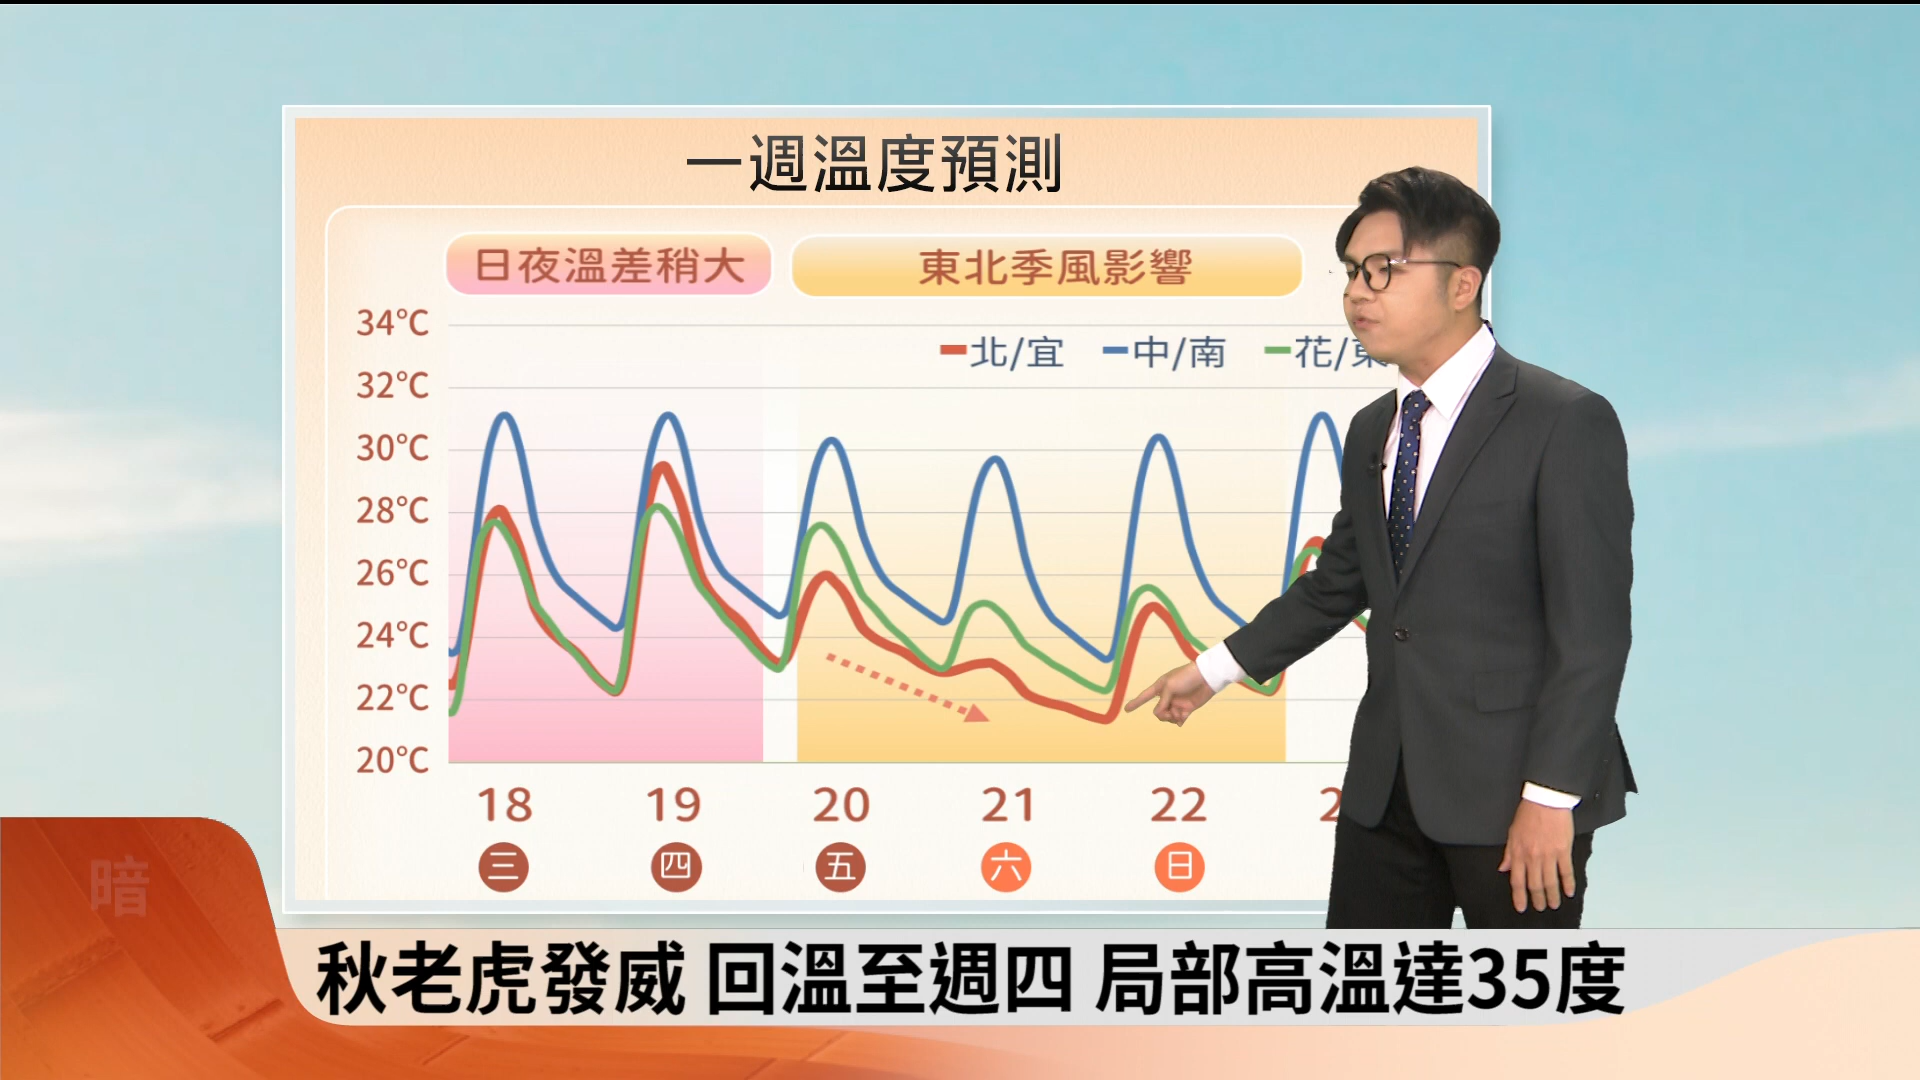 一週溫度預測
日夜溫差稍大 東北季風影響
34°C
北/宜 中/南 花/東
32°C
30°C
28°C
26°C
24°C
22°C
20°C
18 19 20 21 22 2
三 四 五 六 日
暗
秋老虎發威 回溫至週四 局部高溫達35度